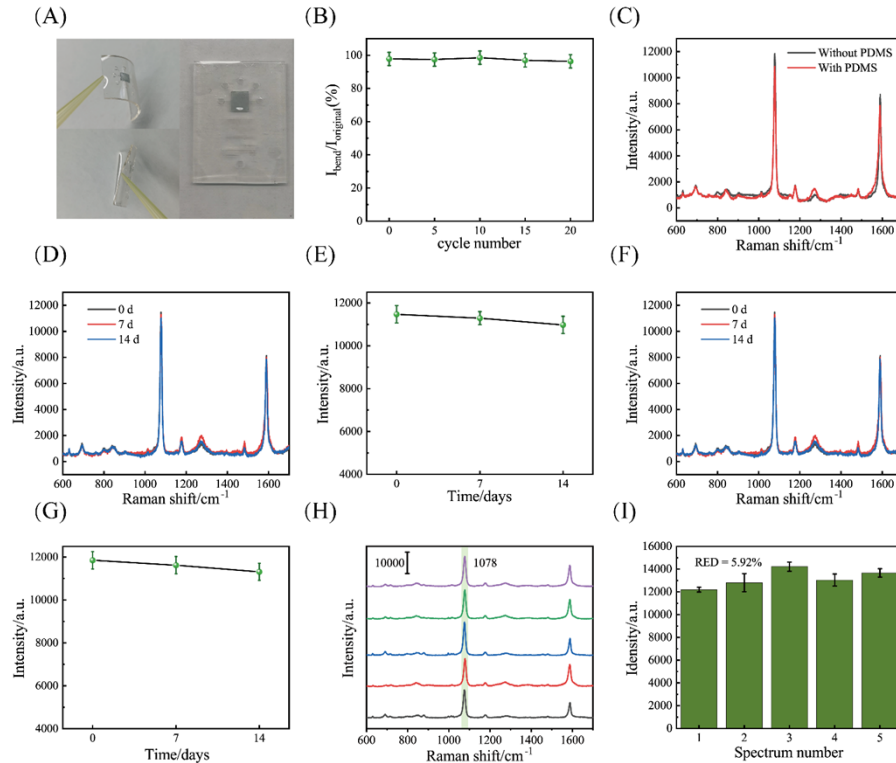 (A)
(B)
I_bend/I_original(%)
120
100
80
60
40
20
0
0 5 10 15 20
cycle number
(C)
Intensity/a.u.
12000
10000
8000
6000
4000
2000
0
Without PDMS
With PDMS
600 800 1000 1200 1400 1600
Raman shift/cm-1
(D)
Intensity/a.u.
12000
10000
8000
6000
4000
2000
0
0 d
7 d
14 d
600 800 1000 1200 1400 1600
Raman shift/cm-1
(E)
Intensity/a.u.
12000
10000
8000
6000
4000
0 7 14
Time/days
(F)
Intensity/a.u.
12000
10000
8000
6000
4000
2000
0
0 d
7 d
14 d
600 800 1000 1200 1400 1600
Raman shift/cm-1
(G)
Intensity/a.u.
12000
10000
8000
6000
4000
0 7 14
Time/days
(H)
Intensity/a.u.
10000 1078
600 800 1000 1200 1400 1600
Raman shift/cm-1
(I)
Idensity/a.u.
16000
14000
12000
10000
8000
6000
4000
2000
0
RED = 5.92%
1 2 3 4 5
Spectrum number